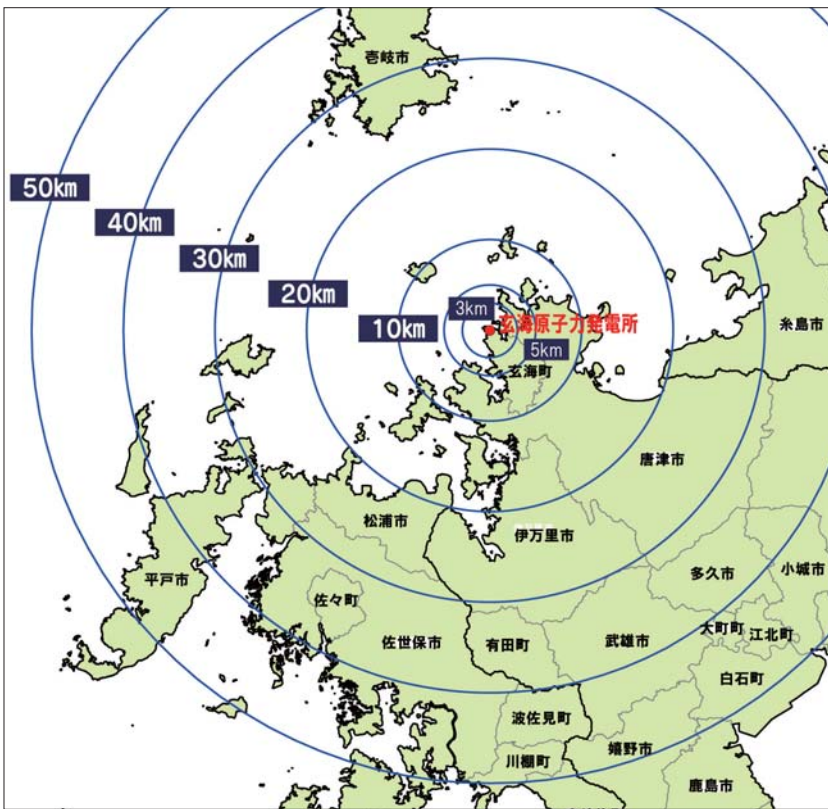 壱岐市
50km
40km
30km
20km
10km
3km
玄海原子力発電所
5km
玄海町
糸島市
唐津市
松浦市
伊万里市
多久市
小城市
平戸市
佐々町
佐世保市
有田町
武雄市
大町町
江北町
白石町
波佐見町
川棚町
嬉野市
鹿島市